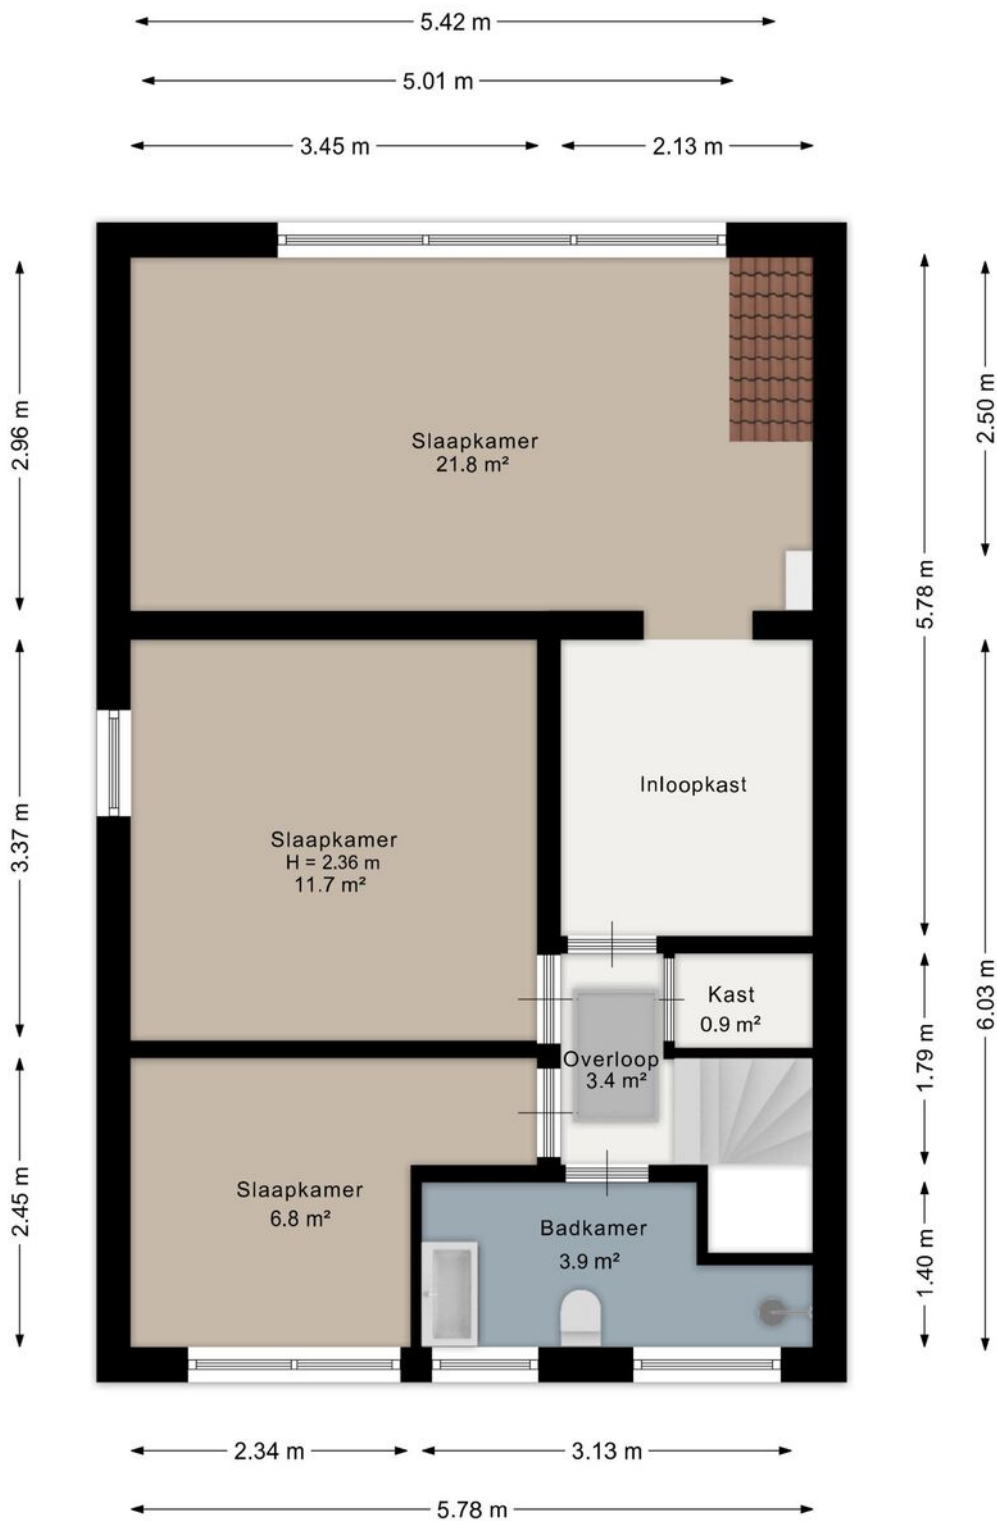 5.42 m
5.01 m
3.45 m
2.13 m
2.96 m
2.50 m
Slaapkamer
21.8 m²
5.78 m
Inloopkast
3.37 m
Slaapkamer
H = 2.36 m
11.7 m²
Kast
0.9 m²
6.03 m
Overloop
3.4 m²
1.79 m
2.45 m
Slaapkamer
6.8 m²
Badkamer
3.9 m²
1.40 m
2.34 m
3.13 m
5.78 m